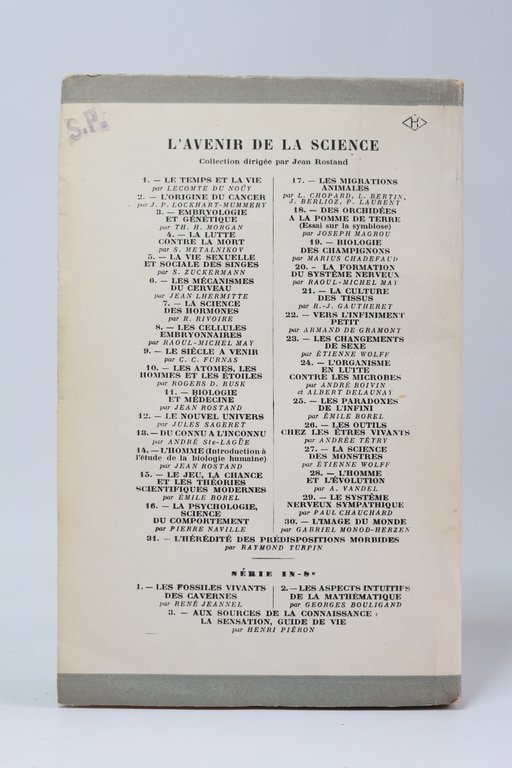 S.P.
H
L'AVENIR DE LA SCIENCE
Collection dirigée par Jean Rostand
1. — LE TEMPS ET LA VIE
par LECOMTE DU NOÜY
2. — L'ORIGINE DU CANCER
par J. P. LOCKHART-MUMMERY
3. — EMBRYOLOGIE
ET GÉNÉTIQUE
par TH. H. MORGAN
4. — LA LUTTE
CONTRE LA MORT
par S. METALNIKOV
5. — LA VIE SEXUELLE
ET SOCIALE DES SINGES
par S. ZUCKERMANN
6. — LES MÉCANISMES
DU CERVEAU
par JEAN LHERMITTE
7. — LA SCIENCE
DES HORMONES
par R. RIVOIRE
8. — LES CELLULES
EMBRYONNAIRES
par RAOUL-MICHEL MAY
9. — LE SIÈCLE A VENIR
par C. C. FURNAS
10. — LES ATOMES, LES
HOMMES ET LES ÉTOILES
par ROGERS D. RUSK
11. — BIOLOGIE
ET MÉDECINE
par JEAN ROSTAND
12. — LE NOUVEL UNIVERS
par JULES SAGERET
13. — DU CONNU A L'INCONNU
par ANDRÉ Ste-LAGÜE
14. — L'HOMME (Introduction à
l'étude de la biologie humaine)
par JEAN ROSTAND
15. — LE JEU, LA CHANCE
ET LES THÉORIES
SCIENTIFIQUES MODERNES
par ÉMILE BOREL
16. — LA PSYCHOLOGIE,
SCIENCE
DU COMPORTEMENT
par PIERRE NAVILLE
17. — LES MIGRATIONS
ANIMALES
par L. CHOPARD, L. BERTIN,
J. BERLIOZ, P. LAURENT
18. — DES ORCHIDÉES
A LA POMME DE TERRE
(Essai sur la symbiose)
par JOSEPH MAGROU
19. — BIOLOGIE
DES CHAMPIGNONS
par MARIUS CHADEFAUD
20. — LA FORMATION
DU SYSTÈME NERVEUX
par RAOUL-MICHEL MAY
21. — LA CULTURE
DES TISSUS
par R.-J. GAUTHERET
22. — VERS L'INFINIMENT
PETIT
par ARMAND DE GRAMONT
23. — LES CHANGEMENTS
DE SEXE
par ÉTIENNE WOLFF
24. — L'ORGANISME
EN LUTTE
CONTRE LES MICROBES
par ANDRÉ BOIVIN
et ALBERT DELAUNAY
25. — LES PARADOXES
DE L'INFINI
par ÉMILE BOREL
26. — LES OUTILS
CHEZ LES ÊTRES VIVANTS
par ANDRÉE TÉTRY
27. — LA SCIENCE
DES MONSTRES
par ÉTIENNE WOLFF
28. — L'HOMME
ET L'ÉVOLUTION
par A. VANDEL
29. — LE SYSTÈME
NERVEUX SYMPATHIQUE
par PAUL CHAUCHARD
30. — L'IMAGE DU MONDE
par GABRIEL MONOD-HERZEN
31. — L'HÉRÉDITÉ DES PRÉDISPOSITIONS MORBIDES
par RAYMOND TURPIN
SÉRIE IN-8°
1. — LES FOSSILES VIVANTS
DES CAVERNES
par RENÉ JEANNEL
2. — LES ASPECTS INTUITIFS
DE LA MATHÉMATIQUE
par GEORGES BOULIGAND
3. — AUX SOURCES DE LA CONNAISSANCE :
LA SENSATION, GUIDE DE VIE
par HENRI PIÉRON